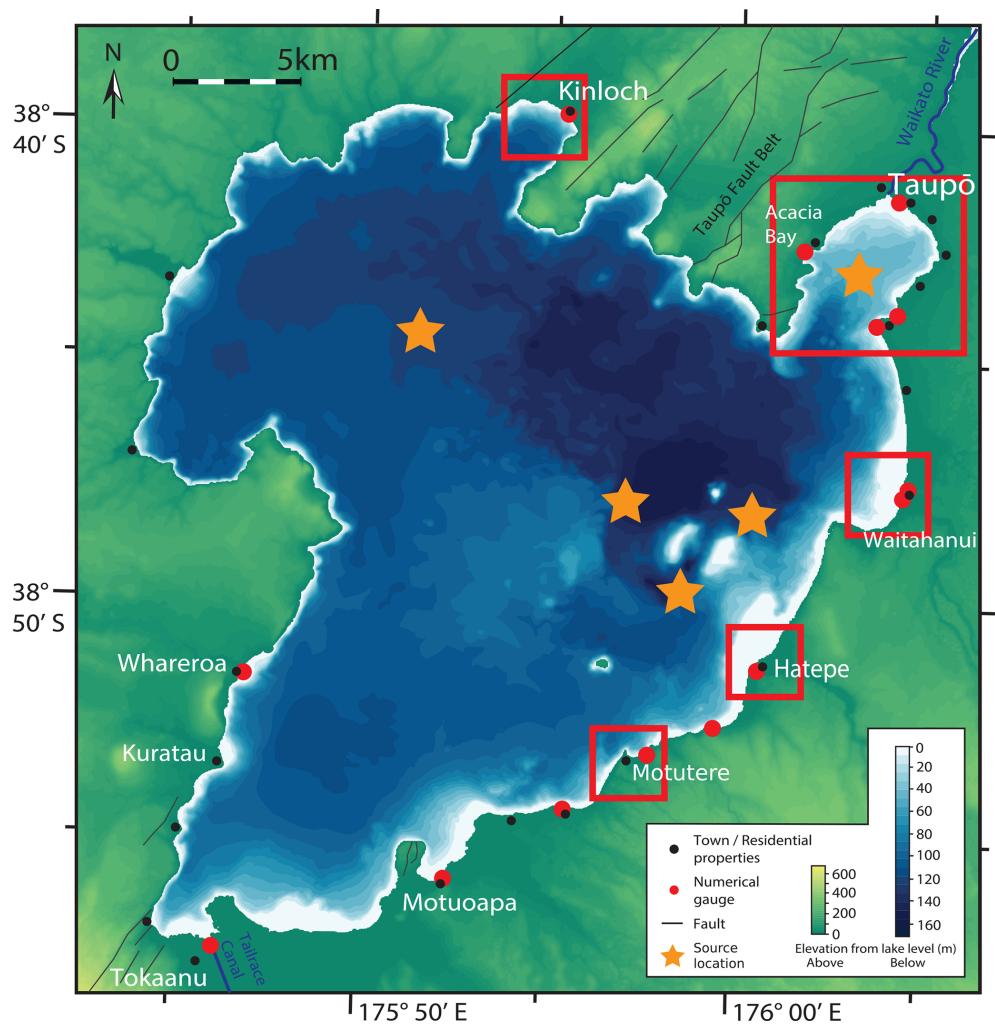 N
0 5km
Kinloch
38°
40′ S
Waikato River
Taupō Fault Belt
Taupō
Acacia
Bay
Waitahanui
38°
50′ S
Whareroa
Hatepe
Kuratau
Motutere
Motuoapa
Tailrace
Canal
Tokaanu
Town / Residential
properties
Numerical
gauge
Fault
Source
location
600
400
200
0
0
20
40
60
80
100
120
140
160
Elevation from lake level (m)
Above Below
175° 50′ E
176° 00′ E